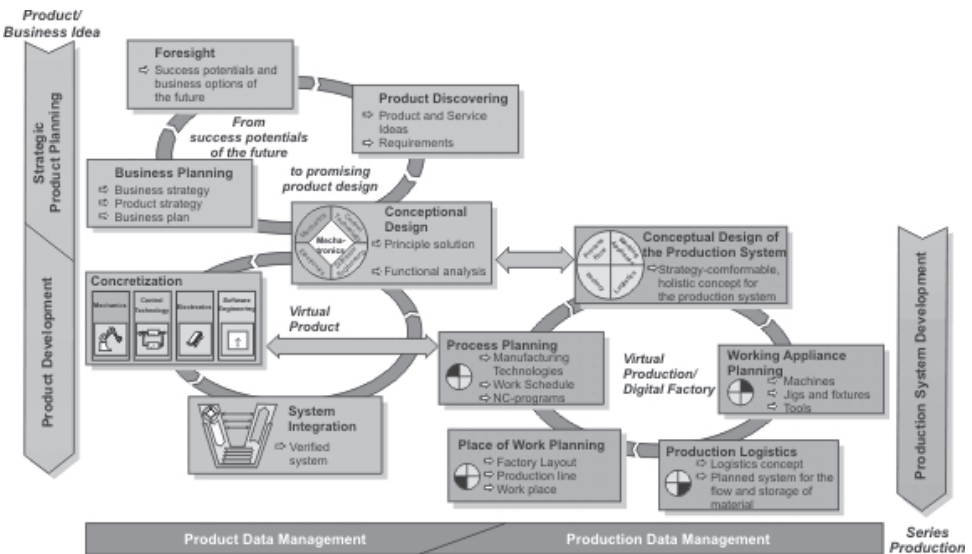 Product/
Business Idea
Strategic
Product Planning
Product Development
Foresight
⇨ Success potentials and
business options of
the future
Product Discovering
⇨ Product and Service
Ideas
⇨ Requirements
From
success potentials
of the future
to promising
product design
Business Planning
⇨ Business strategy
⇨ Product strategy
⇨ Business plan
Conceptional
Design
⇨ Principle solution
⇨ Functional analysis
Mecha-
tronics
Conceptual Design of
the Production System
⇨ Strategy-comformable,
holistic concept for
the production system
Concretization
Mechanics
Control
Technology
Electronics
Software
Engineering
Virtual
Product
System
Integration
⇨ Verified
system
Process Planning
⇨ Manufacturing
Technologies
⇨ Work Schedule
⇨ NC-programs
Virtual
Production/
Digital Factory
Working Appliance
Planning
⇨ Machines
⇨ Jigs and fixtures
⇨ Tools
Place of Work Planning
⇨ Factory Layout
⇨ Production line
⇨ Work place
Production Logistics
⇨ Logistics concept
⇨ Planned system for the
flow and storage of
material
Production System Development
Product Data Management
Production Data Management
Series
Production